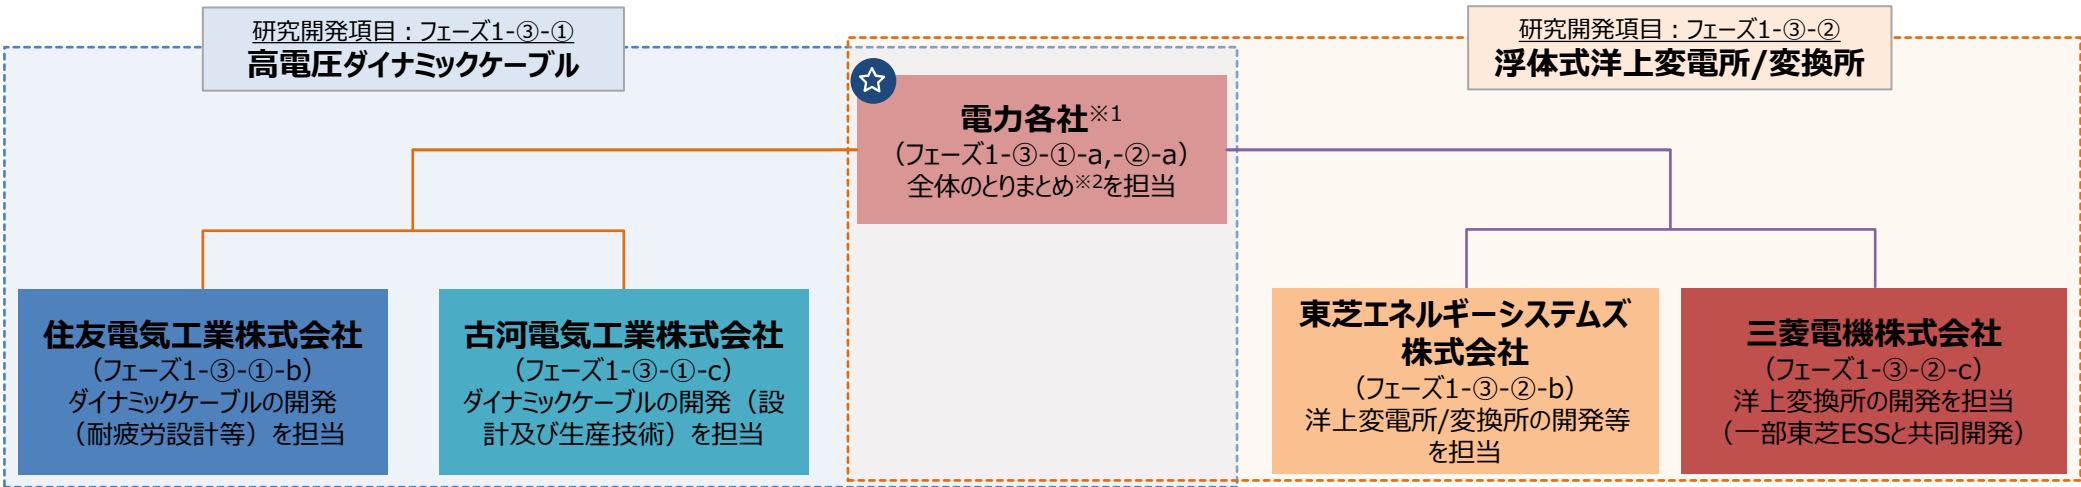 研究開発項目：フェーズ1-③-①
高電圧ダイナミックケーブル
研究開発項目：フェーズ1-③-②
浮体式洋上変電所/変換所
電力各社※1
（フェーズ1-③-①-a,-②-a）
全体のとりまとめ※2を担当
住友電気工業株式会社
（フェーズ1-③-①-b）
ダイナミックケーブルの開発
（耐疲労設計等）を担当
古河電気工業株式会社
（フェーズ1-③-①-c）
ダイナミックケーブルの開発（設
計及び生産技術）を担当
東芝エネルギーシステムズ
株式会社
（フェーズ1-③-②-b）
洋上変電所/変換所の開発等
を担当
三菱電機株式会社
（フェーズ1-③-②-c）
洋上変換所の開発を担当
（一部東芝ESSと共同開発）